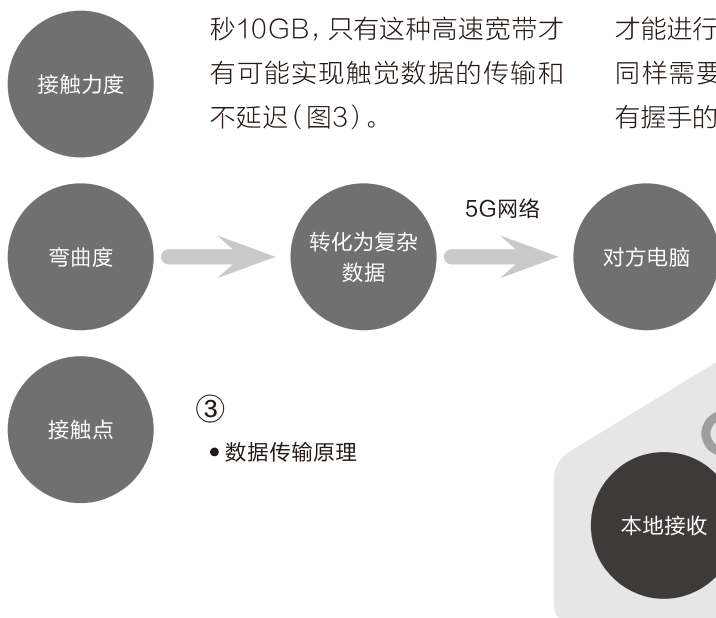 秒10GB，只有这种高速宽带才
有可能实现触觉数据的传输和
不延迟（图3）。
才能进行
同样需要
有握手的
接触力度
弯曲度
转化为复杂
数据
5G网络
对方电脑
接触点
③
• 数据传输原理
本地接收